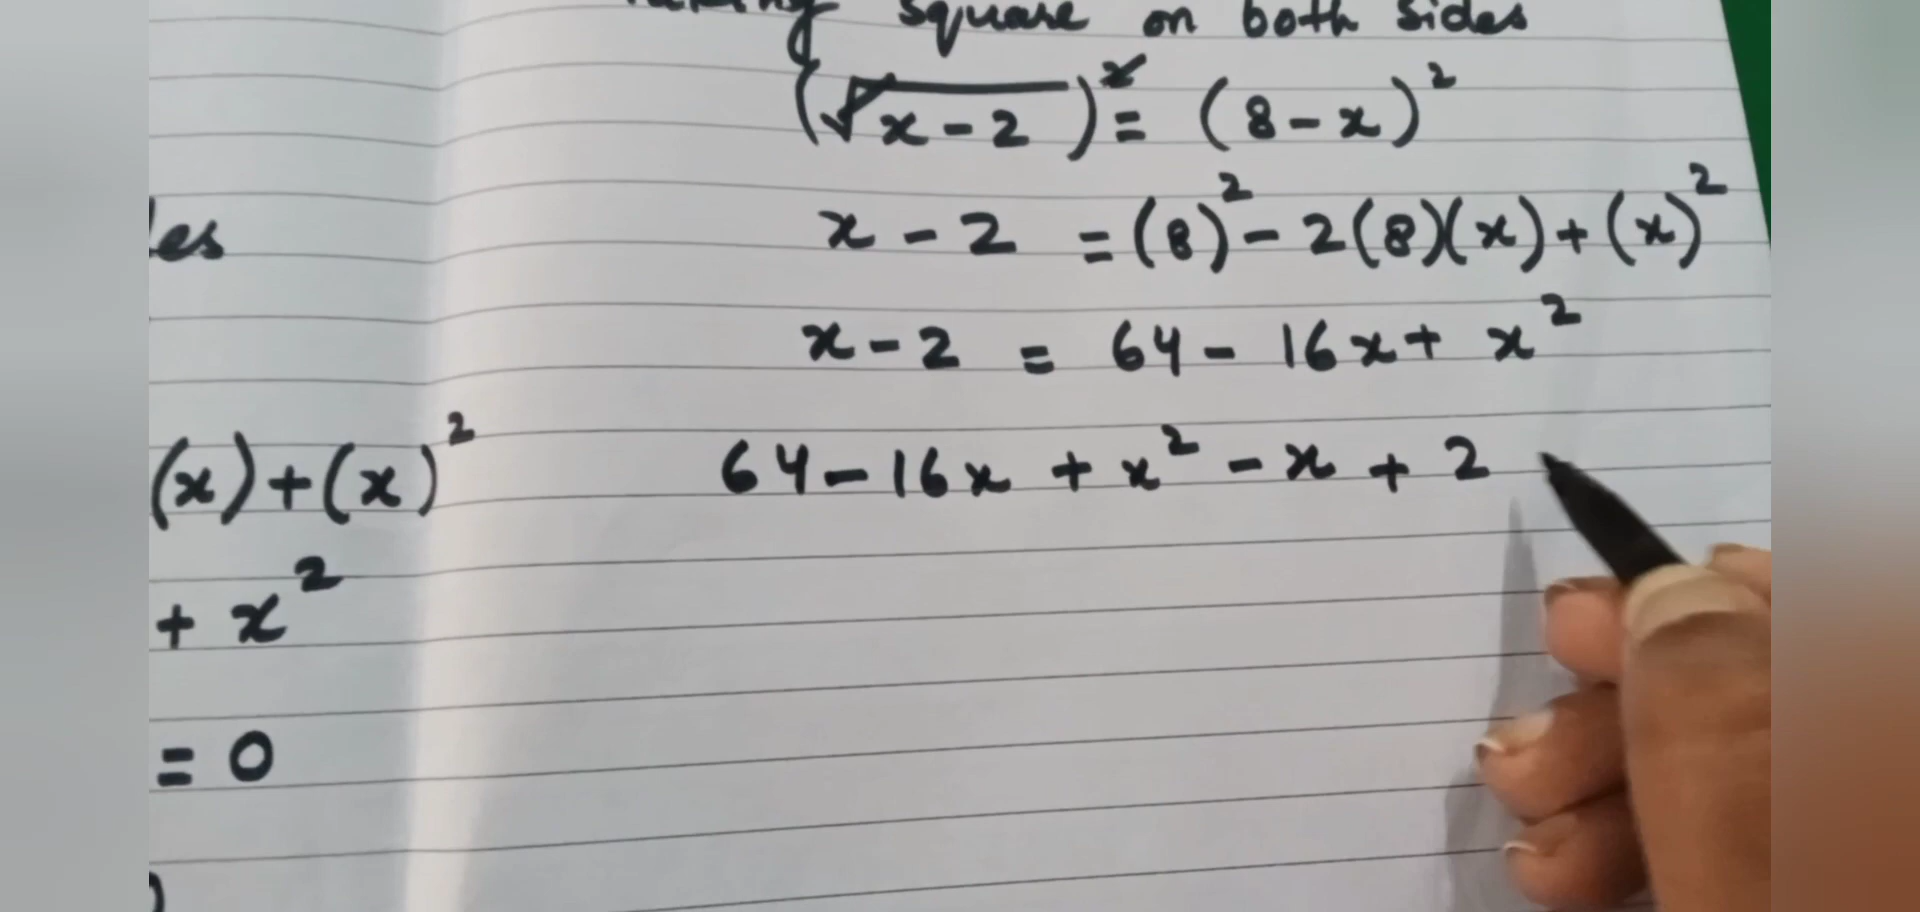 square on both sides
(√x-2)² = (8-x)²
x-2 = (8)²-2(8)(x)+(x)²
x-2 = 64-16x+x²
64-16x+x²-x+2
(x)+(x)²
+x²
=0